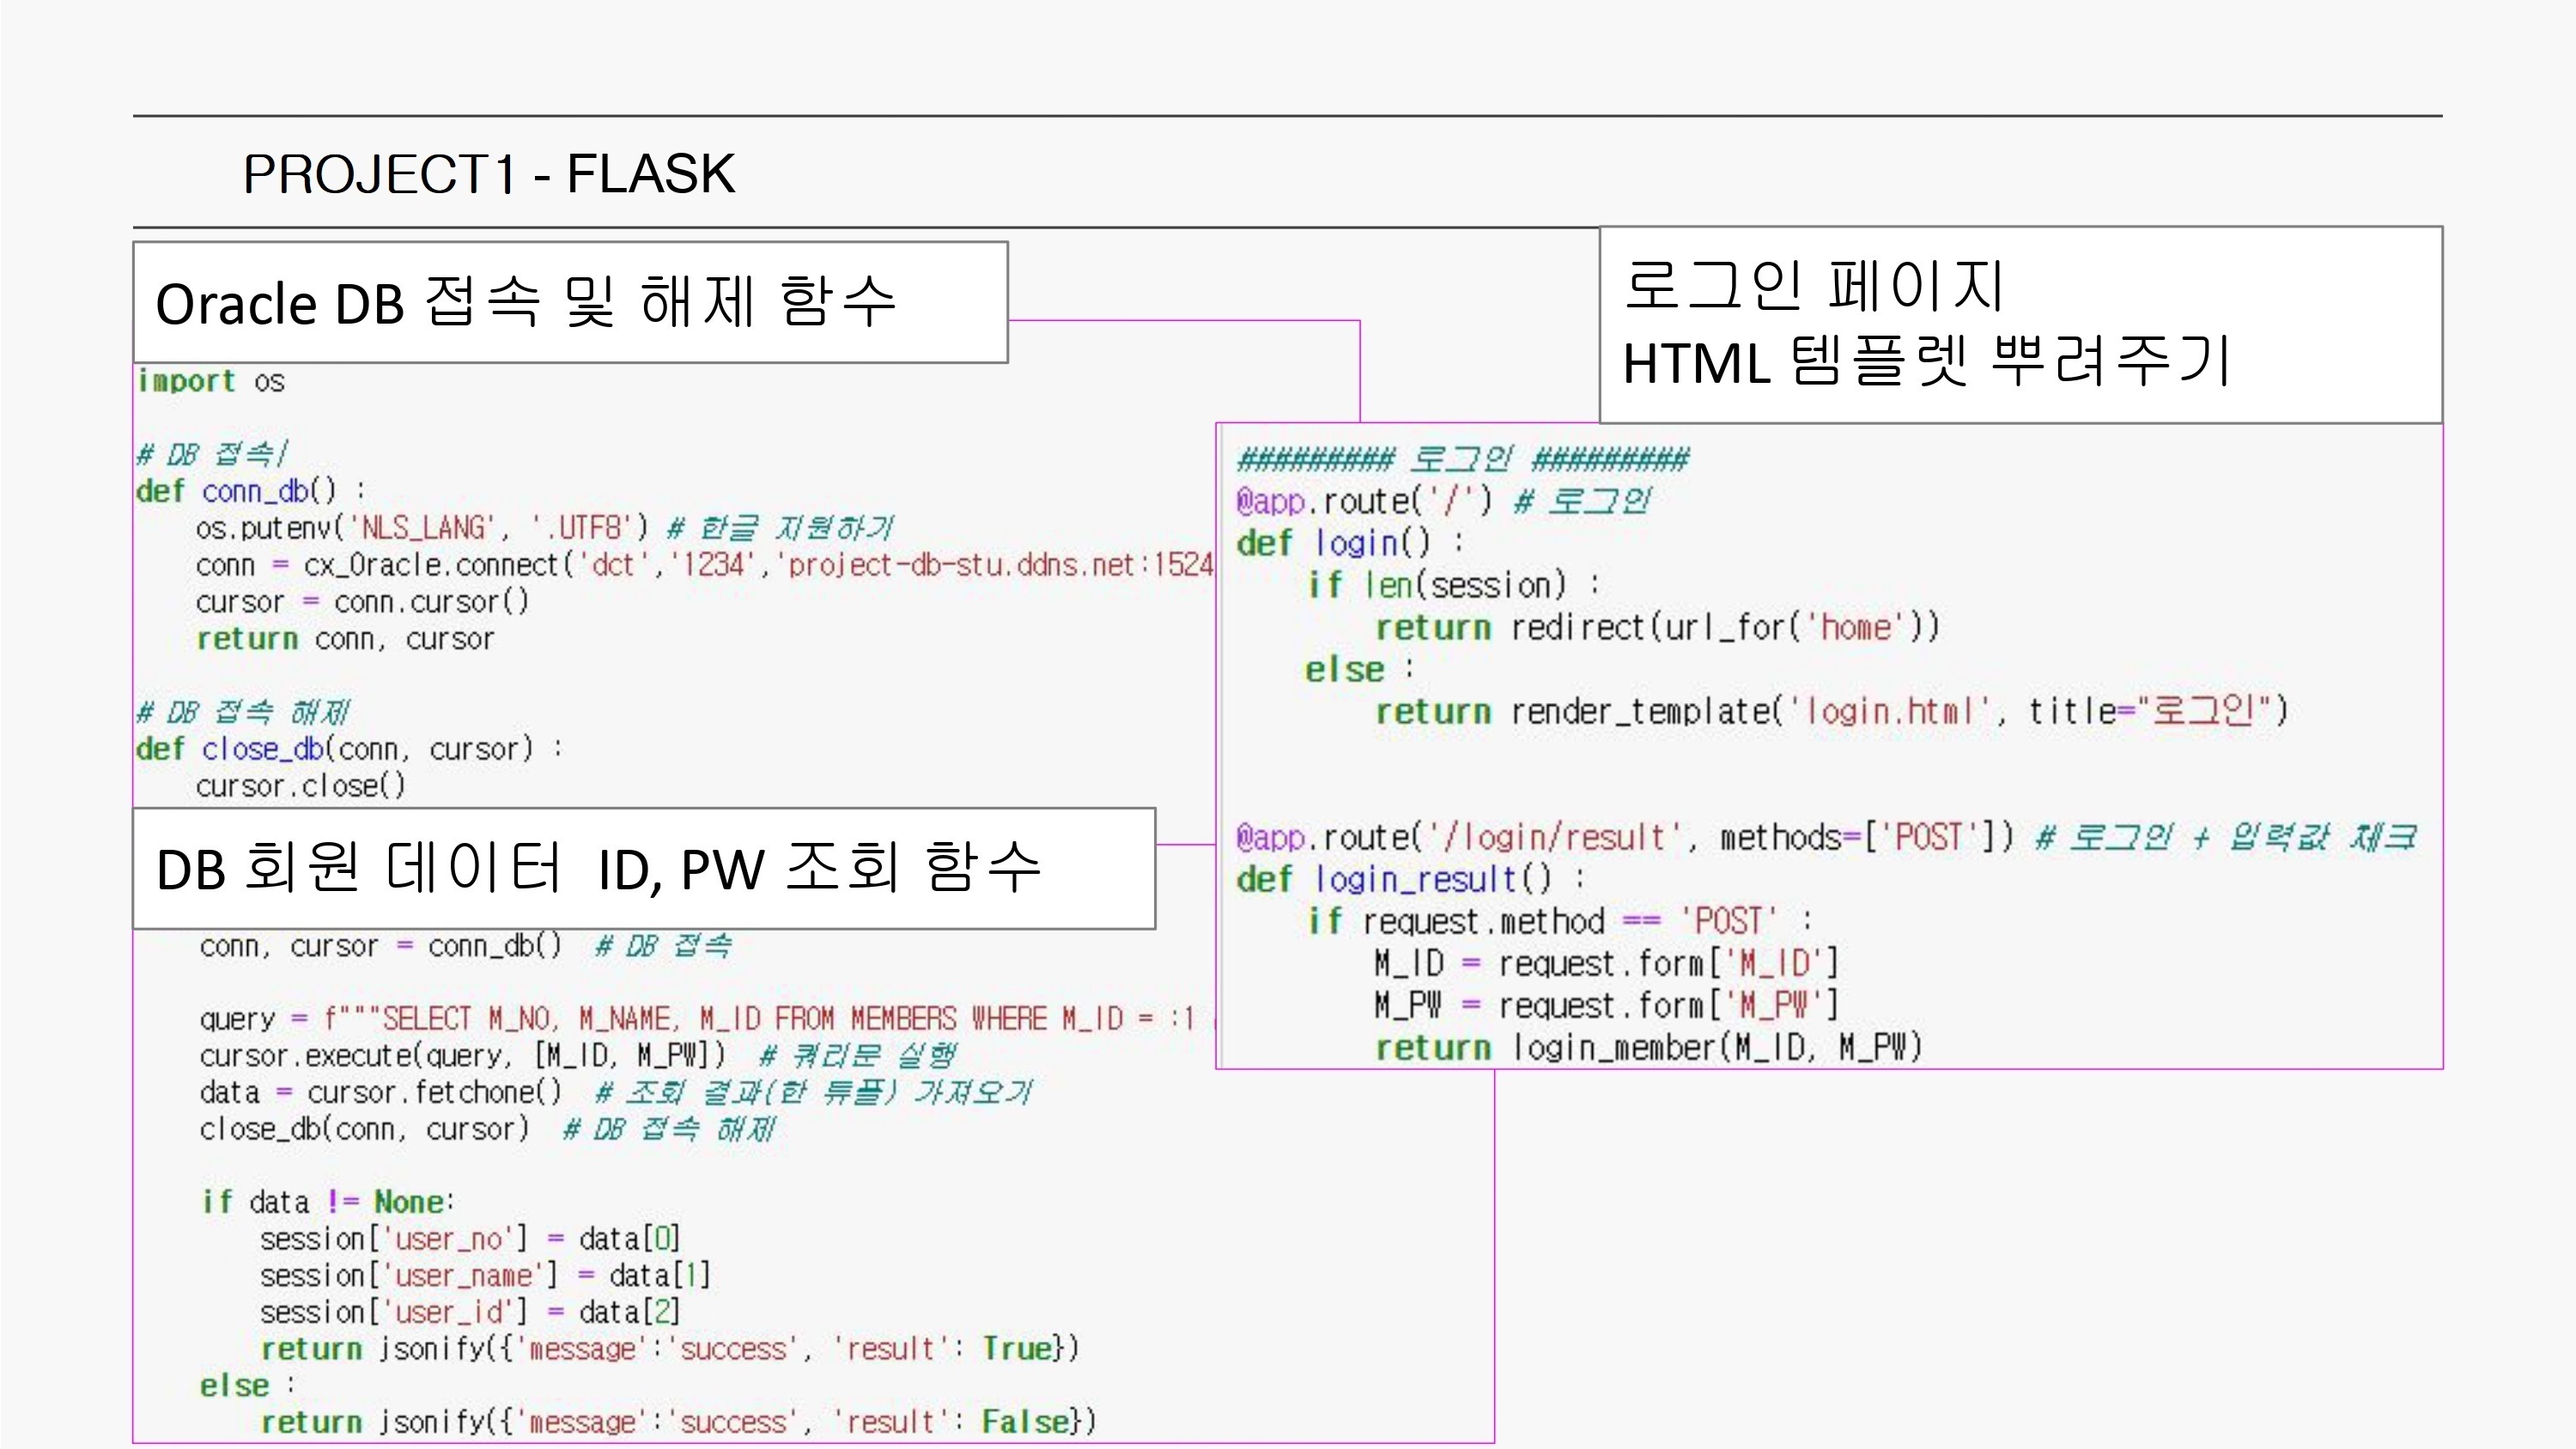 PROJECT1 - FLASK
Oracle DB 접속 및 해제 함수
import os
# DB 접속
def conn_db() :
os.putenv('NLS_LANG', '.UTF8') # 한글 지원하기
conn = cx_Oracle.connect('dct','1234','project-db-stu.ddns.net:1524
cursor = conn.cursor()
return conn, cursor
# DB 접속 해제
def close_db(conn, cursor) :
cursor.close()
DB 회원 데이터 ID, PW 조회 함수
conn, cursor = conn_db() # DB 접속
query = f"""SELECT M_NO, M_NAME, M_ID FROM MEMBERS WHERE M_ID = :1
cursor.execute(query, [M_ID, M_PW]) # 쿼리문 실행
data = cursor.fetchone() # 조회 결과(한 튜플) 가져오기
close_db(conn, cursor) # DB 접속 해제
if data != None:
session['user_no'] = data[0]
session['user_name'] = data[1]
session['user_id'] = data[2]
return jsonify({'message':'success', 'result': True})
else :
return jsonify({'message':'success', 'result': False})
로그인 페이지
HTML 템플렛 뿌려주기
######### 로그인 #########
@app.route('/') # 로그인
def login() :
if len(session) :
return redirect(url_for('home'))
else :
return render_template('login.html', title="로그인")
@app.route('/login/result', methods=['POST']) # 로그인 + 입력값 체크
def login_result() :
if request.method == 'POST' :
M_ID = request.form['M_ID']
M_PW = request.form['M_PW']
return login_member(M_ID, M_PW)